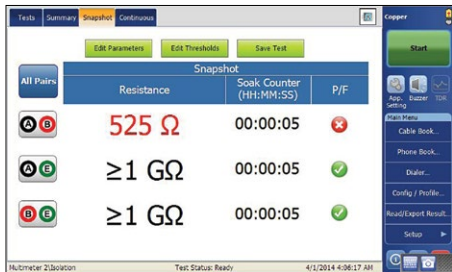 Tests Summary Snapshot Continuous
Edit Parameters Edit Thresholds Save Test
Snapshot
All Pairs
Resistance Soak Counter (HH:MM:SS) P/F
A B 525 Ω 00:00:05
A E ≥1 GΩ 00:00:05
B E ≥1 GΩ 00:00:05
Multimeter 2\Isolation Test Status: Ready 4/1/2014 4:06:17 AM
Copper
Start
App. Setting Buzzer TDR
Main Menu
Cable Book...
Phone Book...
Dialer...
Config / Profile...
Read/Export Result...
Setup